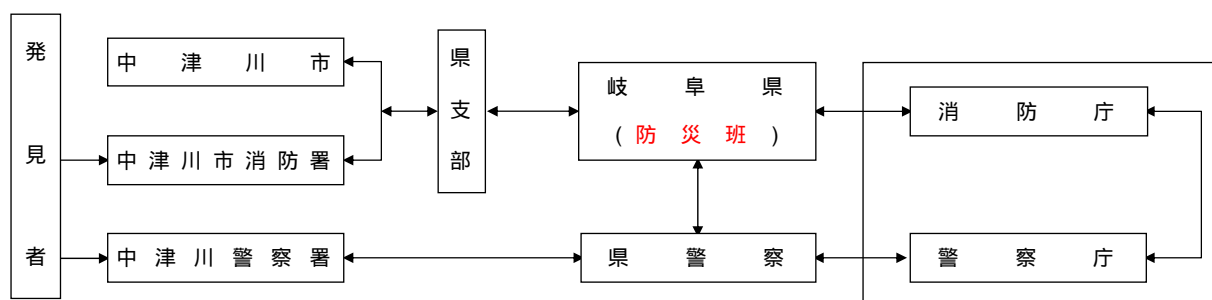 発見者
中津川市
中津川市消防署
中津川警察署
県支部
岐阜県
(防災班)
県警察
消防庁
警察庁